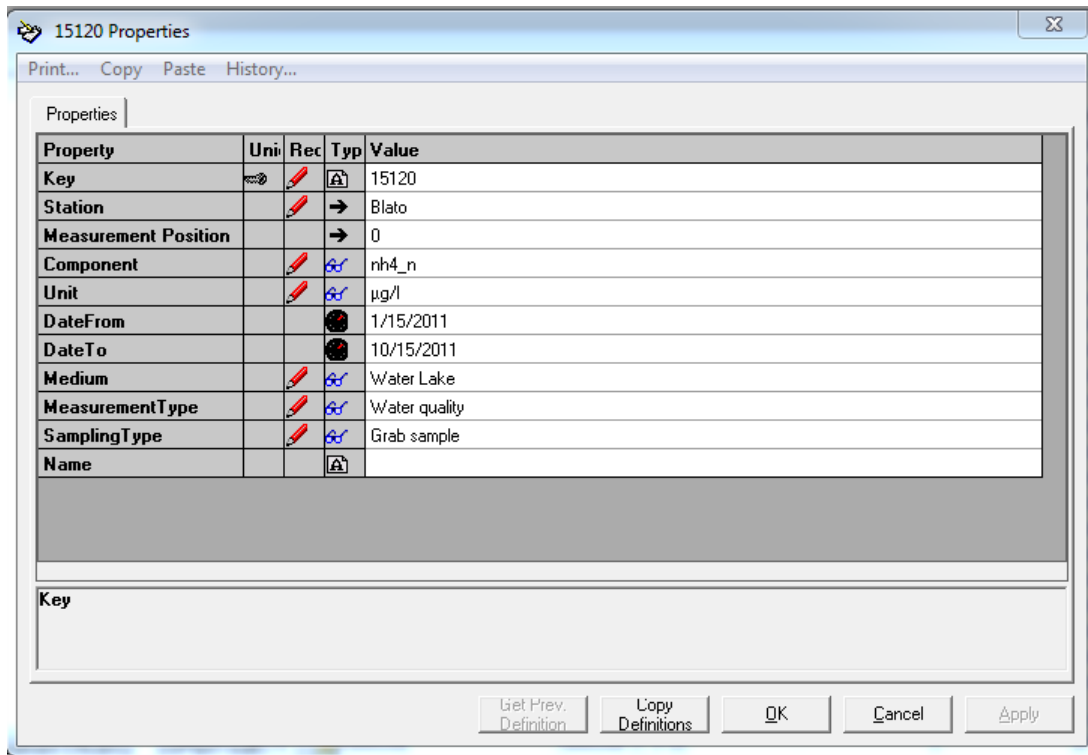 15120 Properties
Print... Copy Paste History...
Properties
Property Uni Rec Typ Value
Key 15120
Station Blato
Measurement Position 0
Component nh4_n
Unit µg/l
DateFrom 1/15/2011
DateTo 10/15/2011
Medium Water Lake
MeasurementType Water quality
SamplingType Grab sample
Name
Key
Get Prev. Definition Copy Definitions OK Cancel Apply